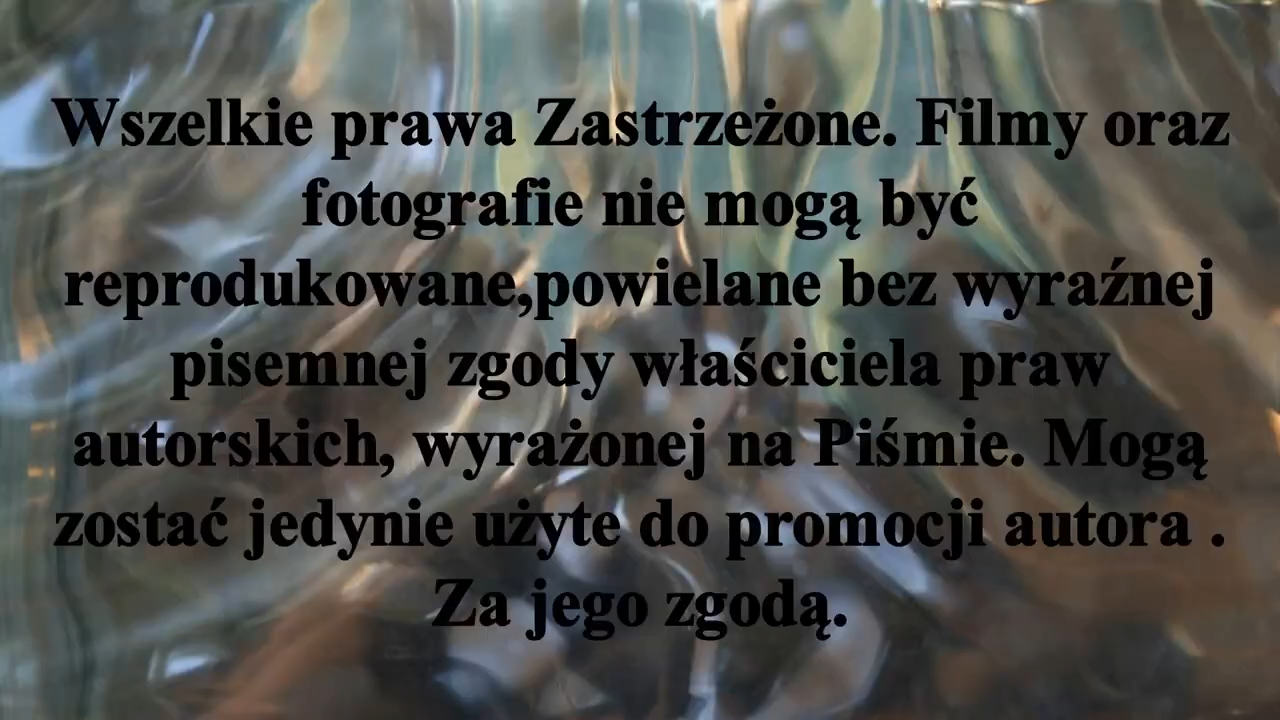 Wszelkie prawa Zastrzeżone. Filmy oraz
fotografie nie mogą być
reprodukowane,powielane bez wyraźnej
pisemnej zgody właściciela praw
autorskich, wyrażonej na Piśmie. Mogą
zostać jedynie użyte do promocji autora .
Za jego zgodą.